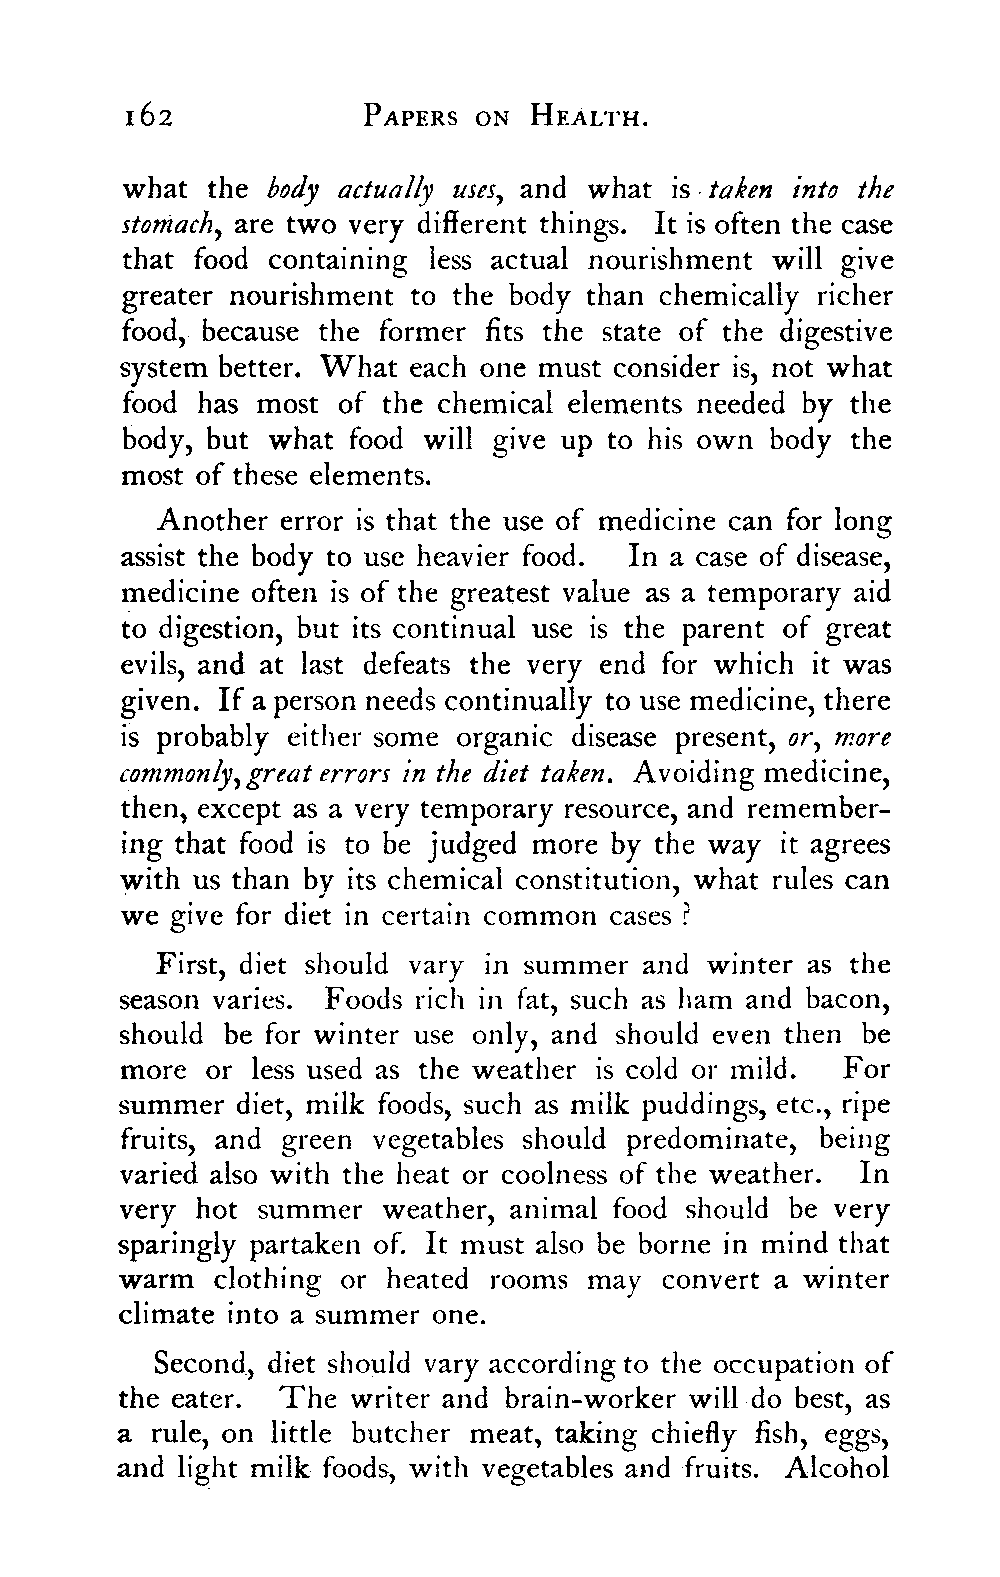 162 PAPERS ON HEALTH.
what the body actually uses, and what is taken into the
stomach, are two very different things. It is often the case
that food containing less actual nourishment will give
greater nourishment to the body than chemically richer
food, because the former fits the state of the digestive
system better. What each one must consider is, not what
food has most of the chemical elements needed by the
body, but what food will give up to his own body the
most of these elements.
Another error is that the use of medicine can for long
assist the body to use heavier food. In a case of disease,
medicine often is of the greatest value as a temporary aid
to digestion, but its continual use is the parent of great
evils, and at last defeats the very end for which it was
given. If a person needs continually to use medicine, there
is probably either some organic disease present, or, more
commonly, great errors in the diet taken. Avoiding medicine,
then, except as a very temporary resource, and remember-
ing that food is to be judged more by the way it agrees
with us than by its chemical constitution, what rules can
we give for diet in certain common cases ?
First, diet should vary in summer and winter as the
season varies. Foods rich in fat, such as ham and bacon,
should be for winter use only, and should even then be
more or less used as the weather is cold or mild. For
summer diet, milk foods, such as milk puddings, etc., ripe
fruits, and green vegetables should predominate, being
varied also with the heat or coolness of the weather. In
very hot summer weather, animal food should be very
sparingly partaken of. It must also be borne in mind that
warm clothing or heated rooms may convert a winter
climate into a summer one.
Second, diet should vary according to the occupation of
the eater. The writer and brain-worker will do best, as
a rule, on little butcher meat, taking chiefly fish, eggs,
and light milk foods, with vegetables and fruits. Alcohol